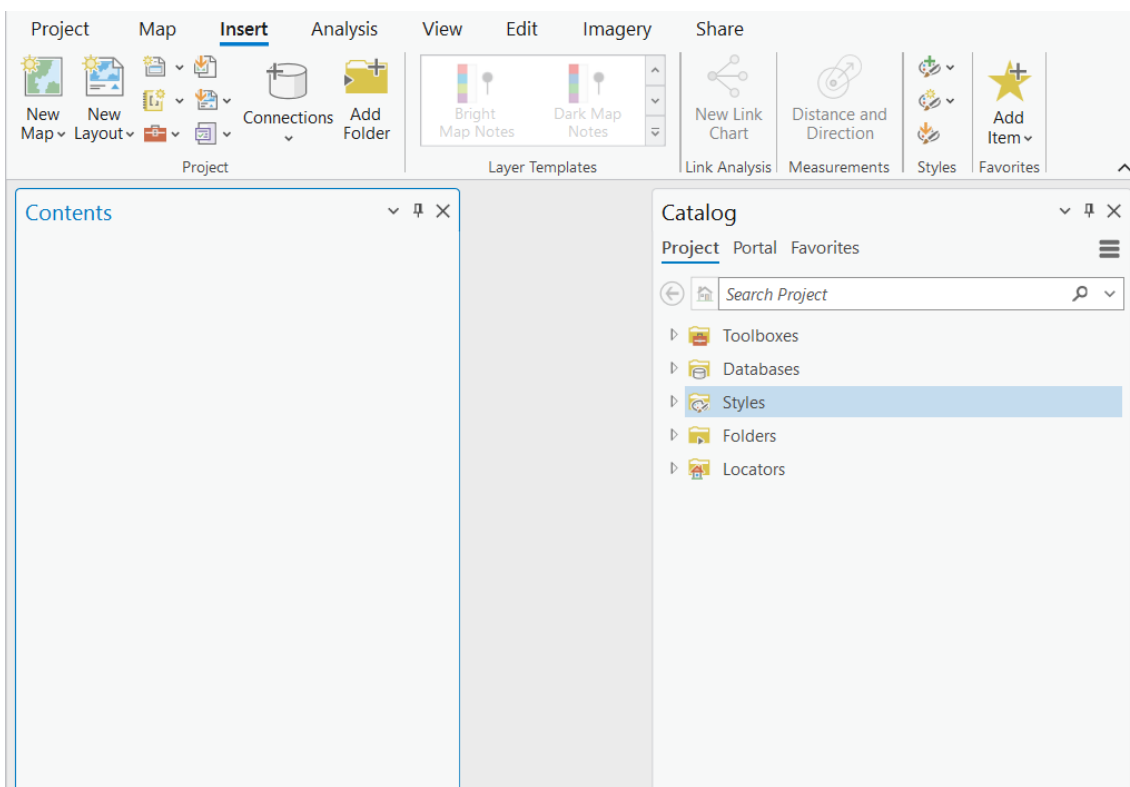 Project Map Insert Analysis View Edit Imagery Share
New Map
New Layout
Connections
Add Folder
Project
Bright Map Notes
Dark Map Notes
Layer Templates
New Link Chart
Link Analysis
Distance and Direction
Measurements
Styles
Add Item
Favorites
Contents
Catalog
Project Portal Favorites
Search Project
Toolboxes
Databases
Styles
Folders
Locators